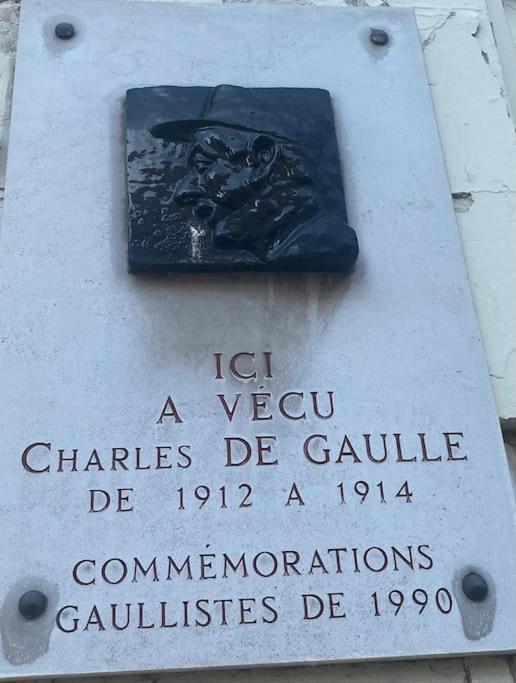 ICI
A VÉCU
CHARLES DE GAULLE
DE 1912 A 1914
COMMÉMORATIONS
GAULLISTES DE 1990